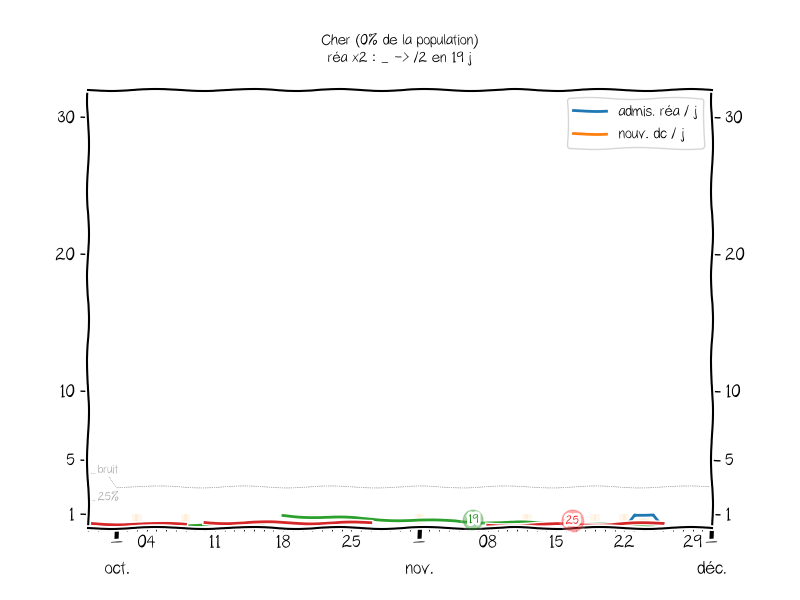 Cher (0% de la population)
réa x2 : _ -> /2 en 19 j
admis. réa / j
nouv. dc / j
30
30
20
20
10
10
5
5
bruit
25%
1
1
19
25
04
11
18
25
08
15
22
29
oct.
nov.
déc.